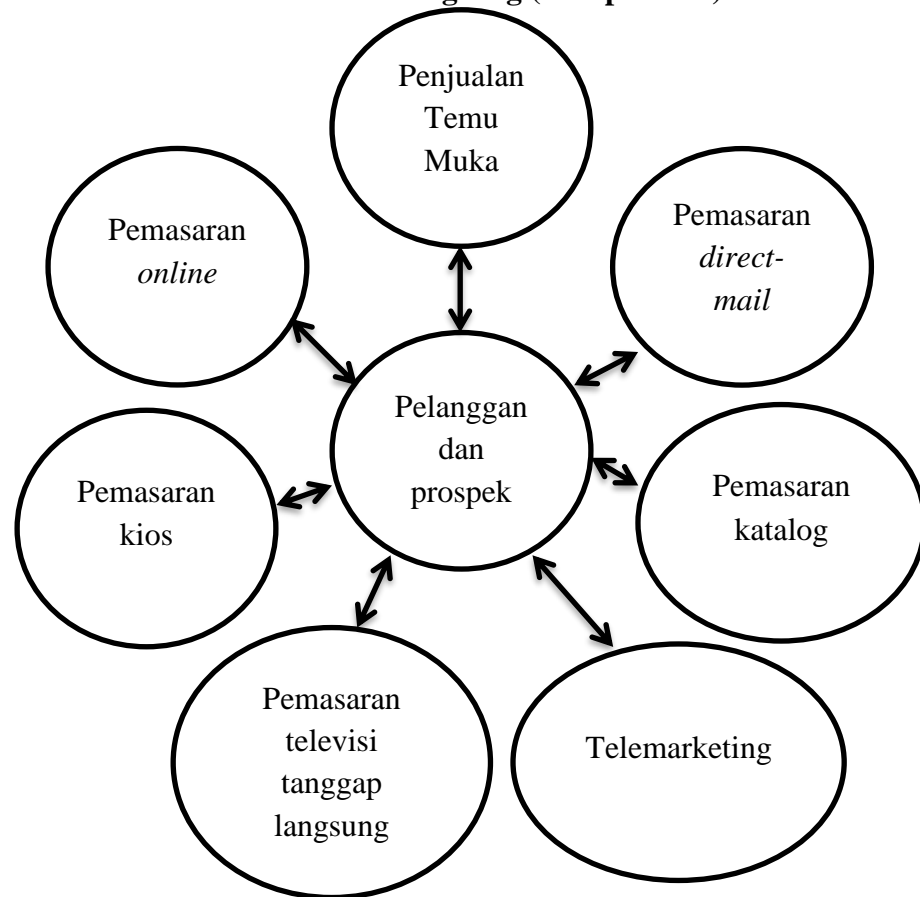 Penjualan
Temu
Muka
Pemasaran
online
Pemasaran
direct-
mail
Pelanggan
dan
prospek
Pemasaran
kios
Pemasaran
katalog
Pemasaran
televisi
tanggap
langsung
Telemarketing